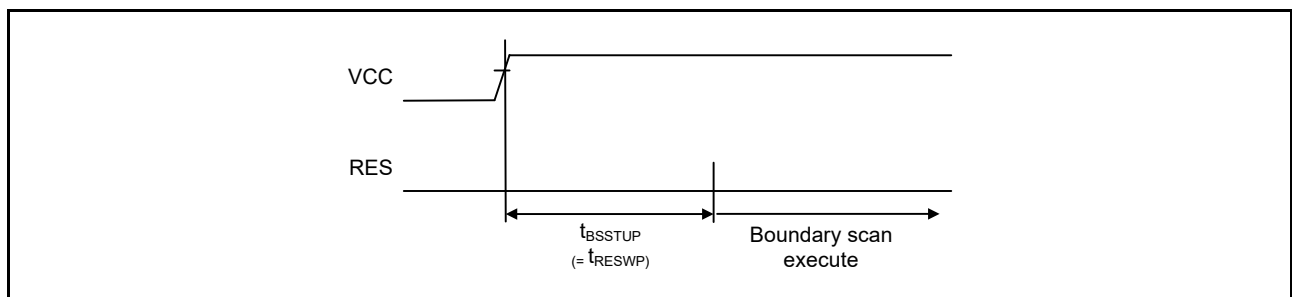 VCC
RES
tBSSTUP
(= tRESWP)
Boundary scan
execute